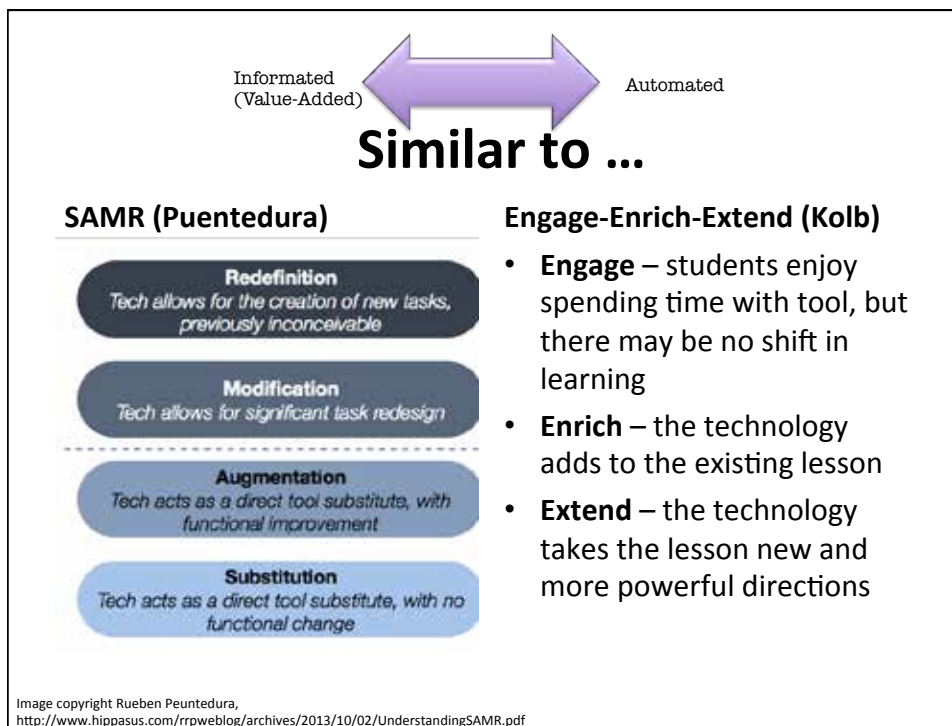 Informated
(Value-Added)
Automated
Similar to ...
SAMR (Puentedura)
Redefinition
Tech allows for the creation of new tasks,
previously inconceivable
Modification
Tech allows for significant task redesign
Augmentation
Tech acts as a direct tool substitute, with
functional improvement
Substitution
Tech acts as a direct tool substitute, with no
functional change
Engage-Enrich-Extend (Kolb)
• Engage – students enjoy
spending time with tool, but
there may be no shift in
learning
• Enrich – the technology
adds to the existing lesson
• Extend – the technology
takes the lesson new and
more powerful directions
Image copyright Rueben Peuntedura,
http://www.hippasus.com/rrpweblog/archives/2013/10/02/UnderstandingSAMR.pdf